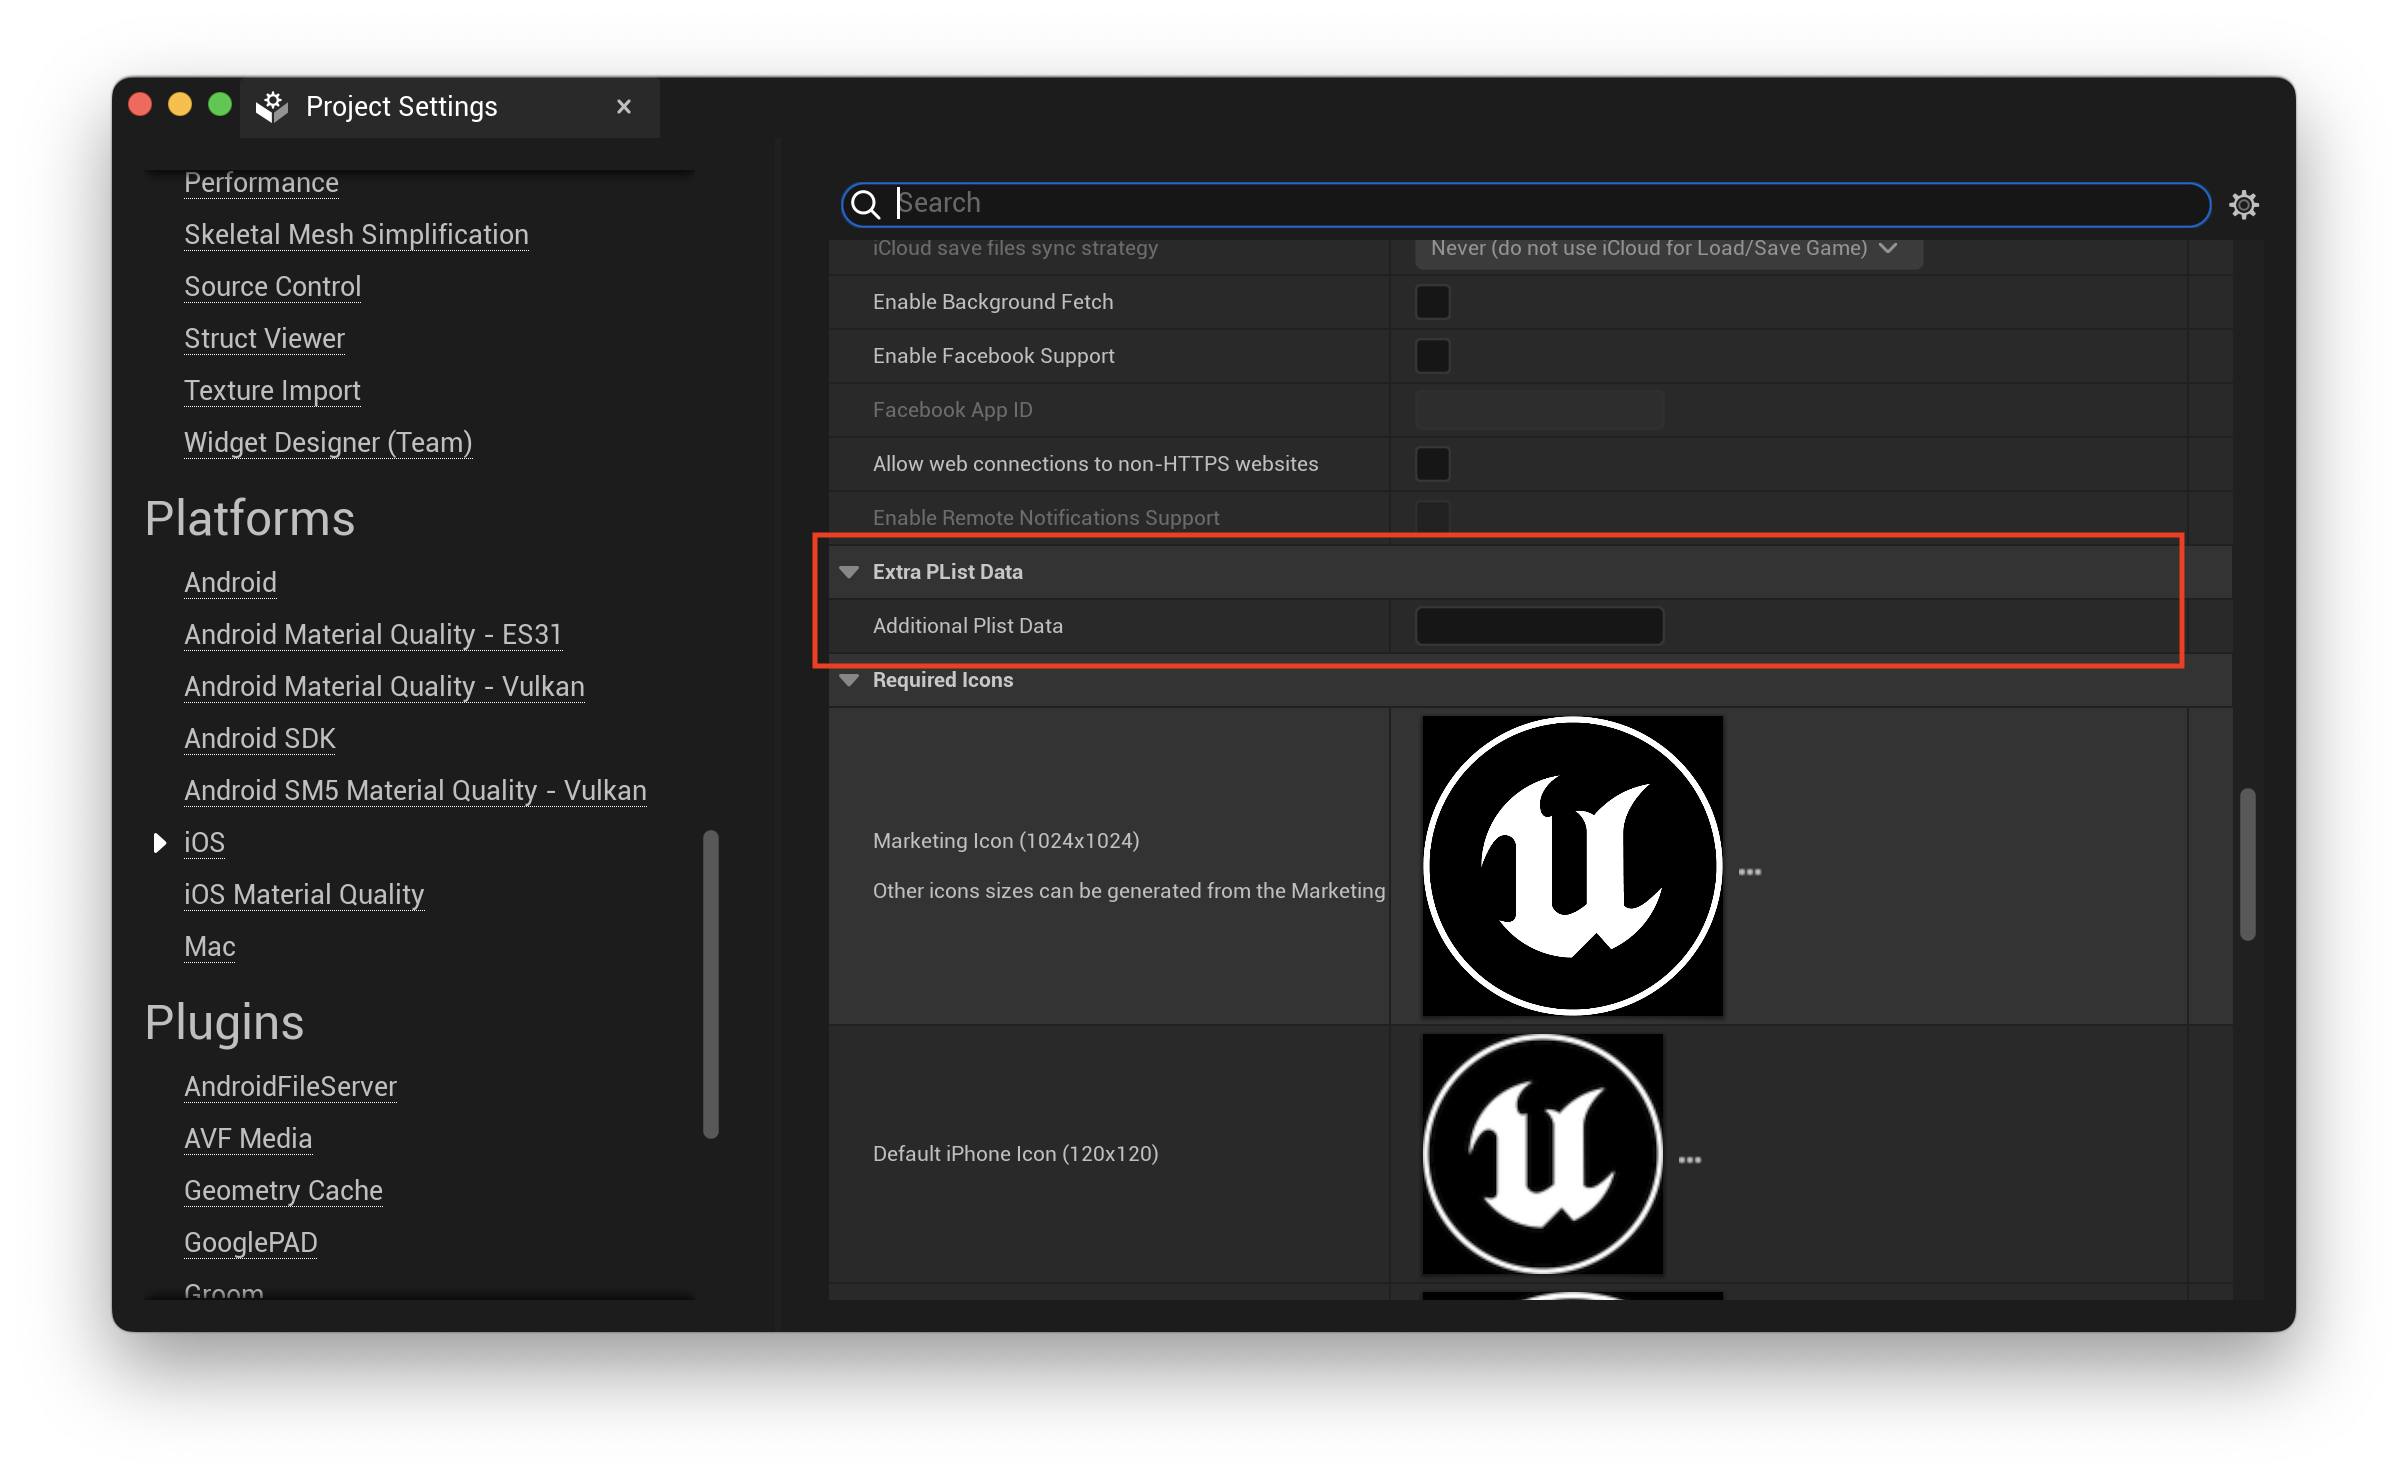 Project Settings
Performance
Skeletal Mesh Simplification
Source Control
Struct Viewer
Texture Import
Widget Designer (Team)
Platforms
Android
Android Material Quality - ES31
Android Material Quality - Vulkan
Android SDK
Android SM5 Material Quality - Vulkan
iOS
iOS Material Quality
Mac
Plugins
AndroidFileServer
AVF Media
Geometry Cache
GooglePAD
Groom
Search
iCloud save files sync strategy Never (do not use iCloud for Load/Save Game)
Enable Background Fetch
Enable Facebook Support
Facebook App ID
Allow web connections to non-HTTPS websites
Enable Remote Notifications Support
Extra PList Data
Additional Plist Data
Required Icons
Marketing Icon (1024x1024)
Other icons sizes can be generated from the Marketing
Default iPhone Icon (120x120)